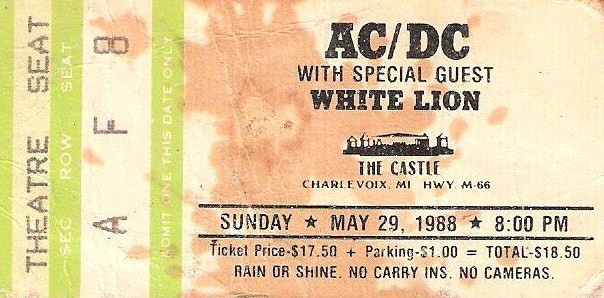 THEATRE SEAT
SEC ROW SEAT
A F 8
ADMIT ONE THIS DATE ONLY
AC/DC
WITH SPECIAL GUEST
WHITE LION
THE CASTLE
CHARLEVOIX, MI HWY M-66
SUNDAY ★ MAY 29, 1988 ★ 8:00 PM
Ticket Price-$17.50 + Parking-$1.00 = TOTAL-$18.50
RAIN OR SHINE. NO CARRY INS. NO CAMERAS.